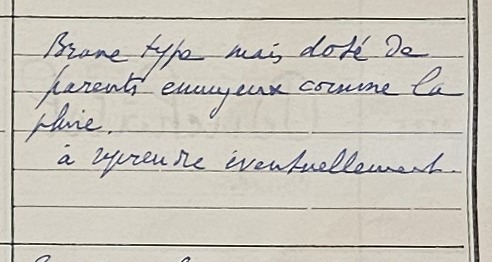 Brave type mais doté de
parents ennuyeux comme la
pluie.
à reprendre éventuellement.